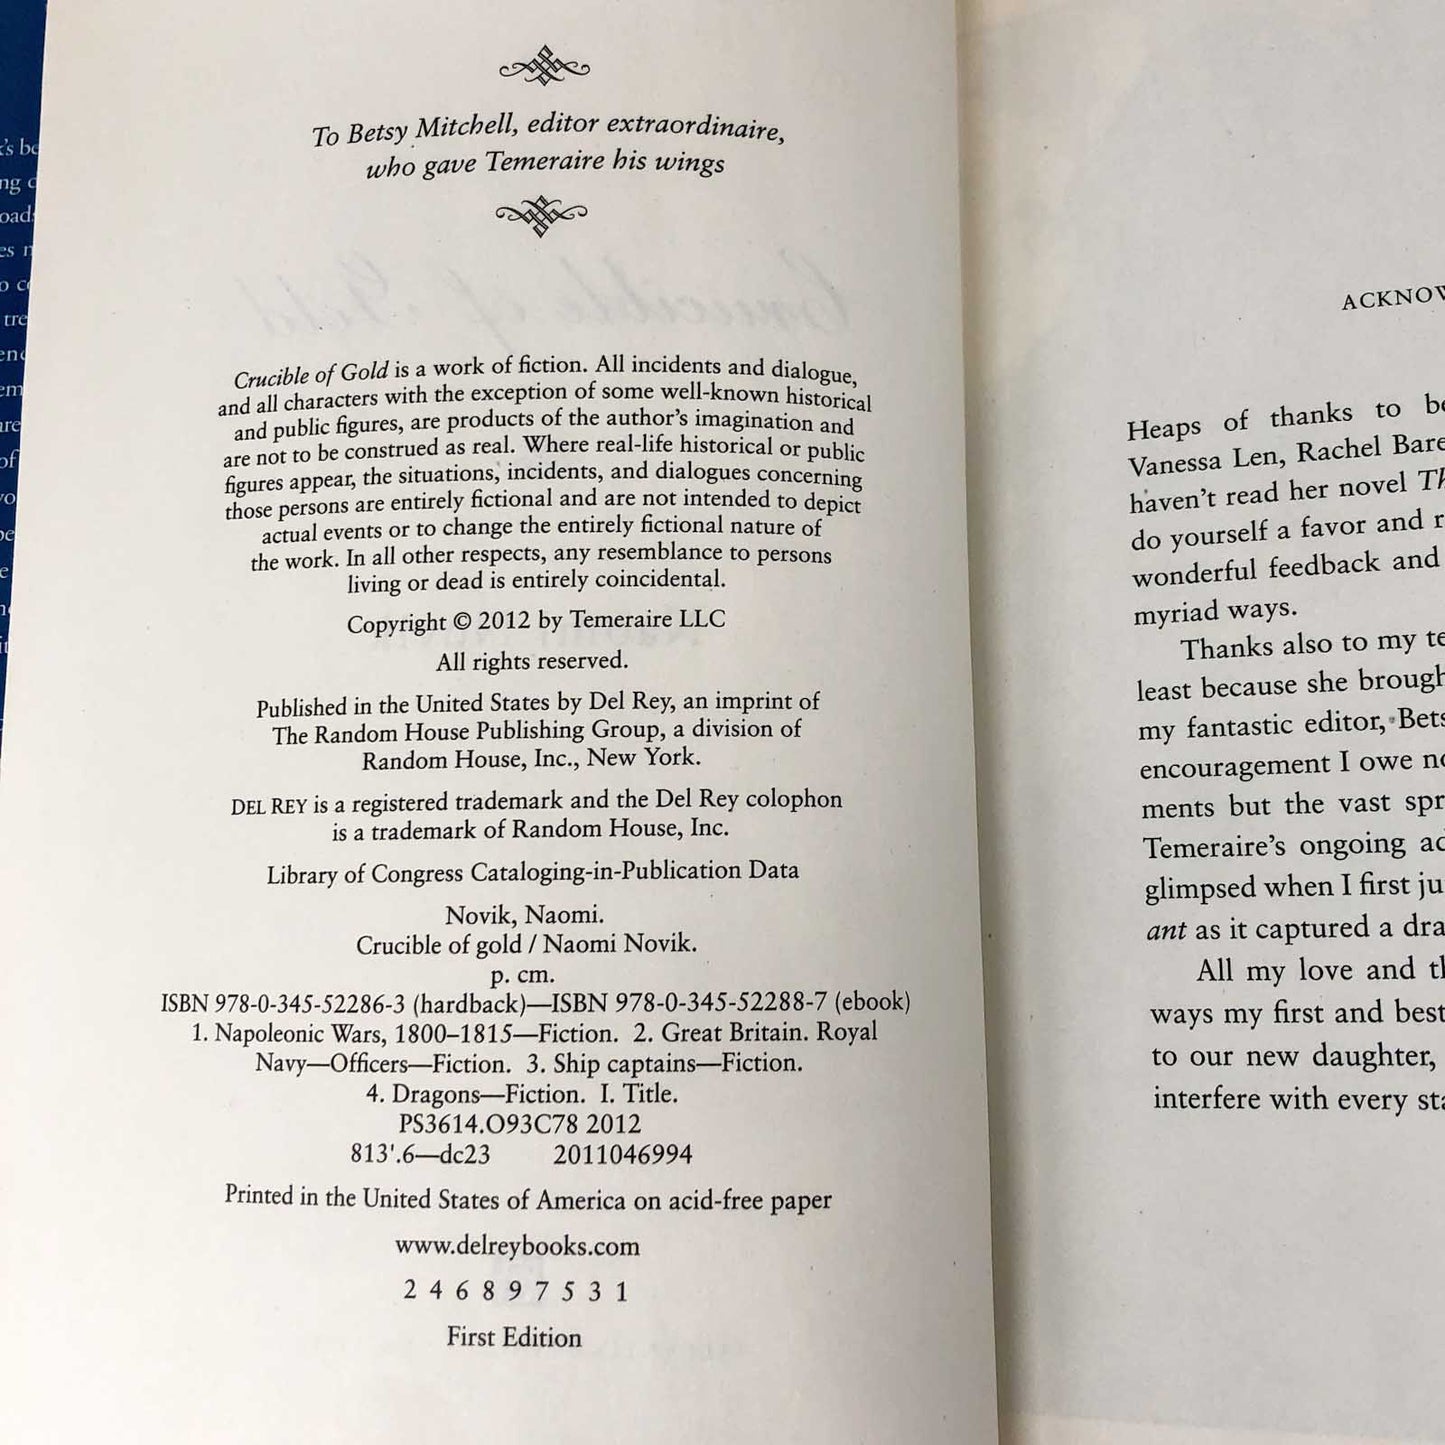 To Betsy Mitchell, editor extraordinaire,
who gave Temeraire his wings
Crucible of Gold
Crucible of Gold is a work of fiction. All incidents and dialogue,
and all characters with the exception of some well-known historical
and public figures, are products of the author's imagination and
are not to be construed as real. Where real-life historical or public
figures appear, the situations, incidents, and dialogues concerning
those persons are entirely fictional and are not intended to depict
actual events or to change the entirely fictional nature of
the work. In all other respects, any resemblance to persons
living or dead is entirely coincidental.
Copyright © 2012 by Temeraire LLC
All rights reserved.
Published in the United States by Del Rey, an imprint of
The Random House Publishing Group, a division of
Random House, Inc., New York.
DEL REY is a registered trademark and the Del Rey colophon
is a trademark of Random House, Inc.
Library of Congress Cataloging-in-Publication Data
Novik, Naomi.
Crucible of gold / Naomi Novik.
p. cm.
ISBN 978-0-345-52286-3 (hardback)—ISBN 978-0-345-52288-7 (ebook)
1. Napoleonic Wars, 1800–1815—Fiction. 2. Great Britain. Royal
Navy—Officers—Fiction. 3. Ship captains—Fiction.
4. Dragons—Fiction. I. Title.
PS3614.O93C78 2012
813'.6—dc23 2011046994
Printed in the United States of America on acid-free paper
www.delreybooks.com
2 4 6 8 9 7 5 3 1
First Edition
ACKNOW
Heaps of thanks to be
Vanessa Len, Rachel Bare
haven't read her novel Th
do yourself a favor and r
wonderful feedback and
myriad ways.
Thanks also to my te
least because she brough
my fantastic editor, Bets
encouragement I owe no
ments but the vast spr
Temeraire's ongoing ad
glimpsed when I first ju
ant as it captured a dra
All my love and th
ways my first and best
to our new daughter,
interfere with every sta